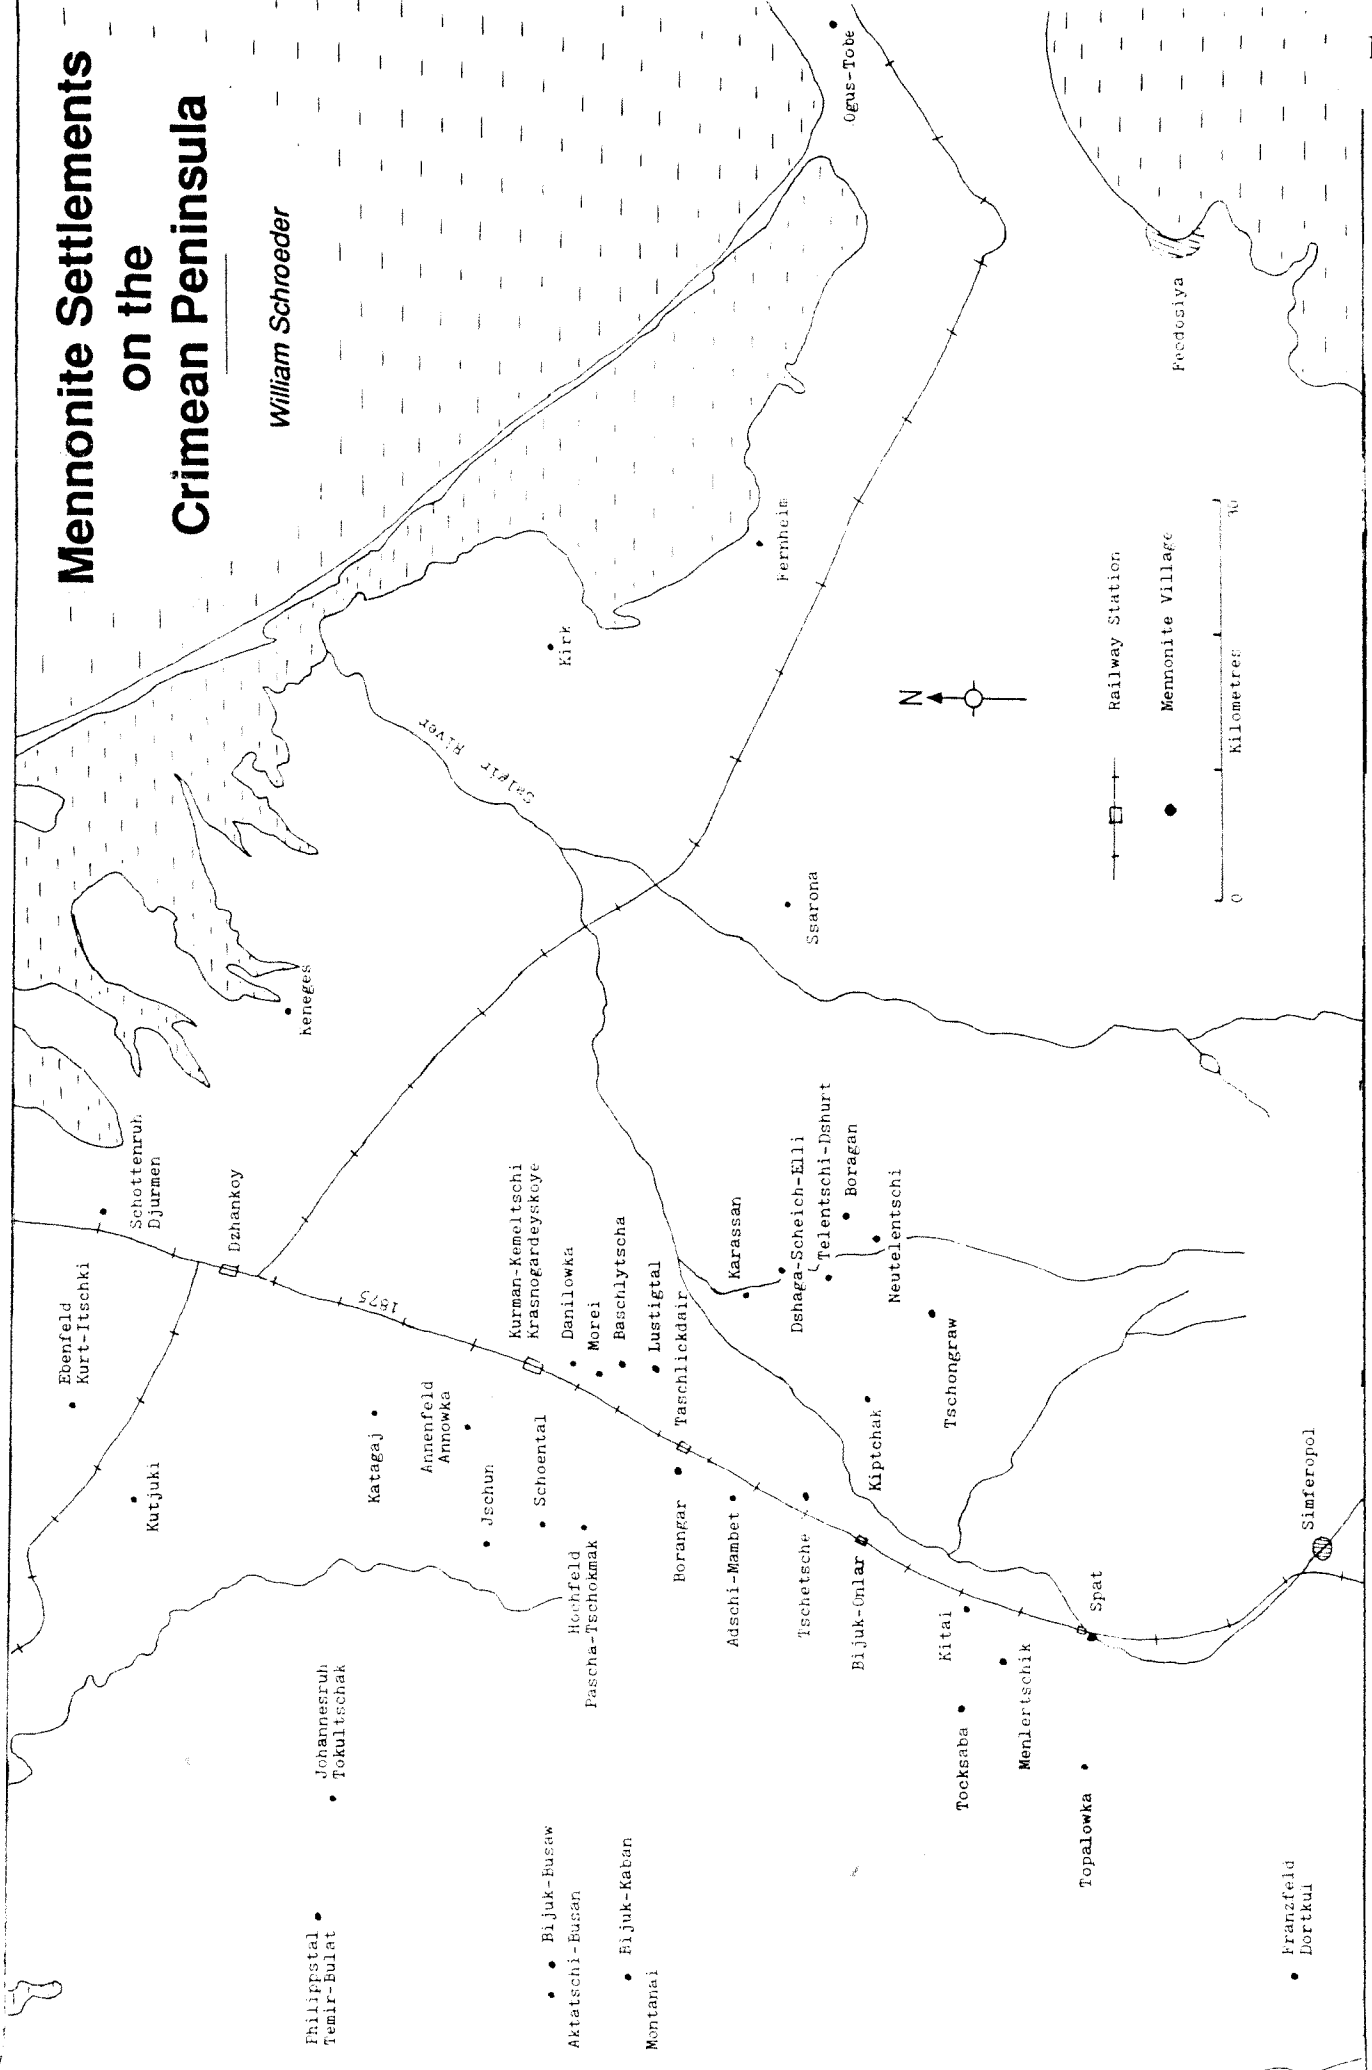 Mennonite Settlements
on the
Crimean Peninsula
William Schroeder
Ebenfeld
Kurt-Itschki
Schottenruh
Djurmen
Kutjuki
Dzhankoy
Keneges
1875
Philippstal
Temir-Bulat
Johannesruh
Tokultschak
Katagaj
Annenfeld
Annowka
Jschun
Schoental
Kurman-Kemeltschi
Krasnogardeyskoye
Danilowka
Morei
Baschlytscha
Lustigtal
Taschlickdair
Salgir River
Kirk
Fernheim
Ogus-Tobe
Bijuk-Busaw
Aktatschi-Busan
Bijuk-Kaban
Montanai
Hochfeld
Pascha-Tschokmak
Borangar
Adschi-Mambet
Tschetsche
Bijuk-Onlar
Karassan
Dshaga-Scheich-Elli
Telentschi-Dshurt
Boragan
Neutelentschi
Ssarona
Kiptchak
Tschongraw
Kitai
Tocksaba
Menlertschik
Spat
Topalowka
Franzfeld
Dortkul
Simferopol
Feodosiya
N
Railway Station
Mennonite Village
0 30
Kilometres